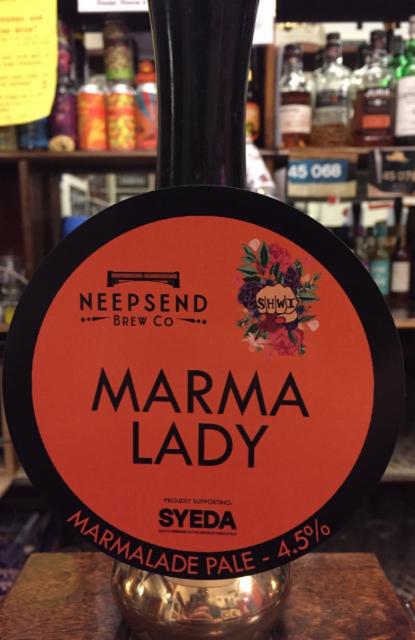 NEEPSEND
BREW CO
SHWI
MARMA
LADY
PROUDLY SUPPORTING:
SYEDA
MARMALADE PALE - 4.5%
45 068